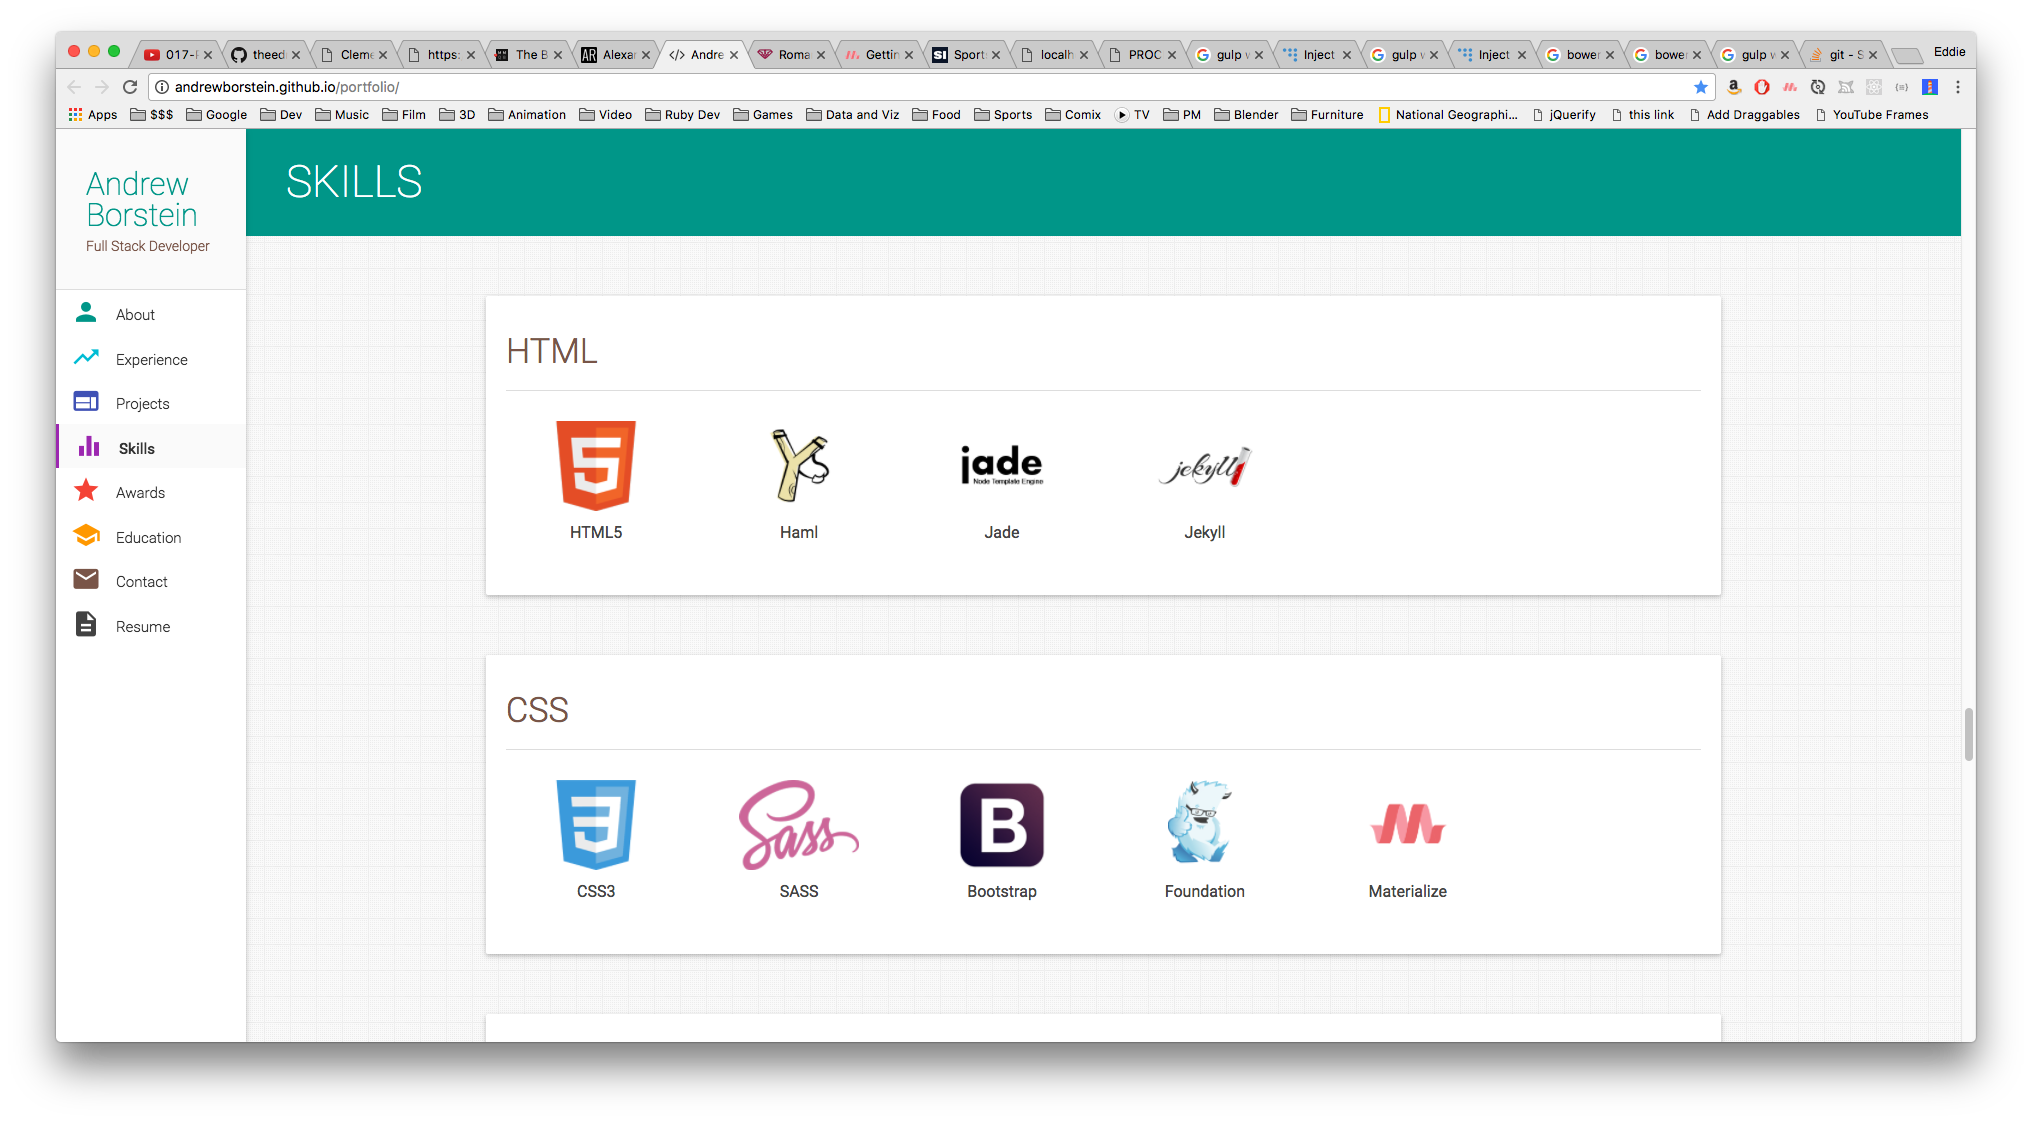 017-F theed Cleme https: The B Alexar Andre Roma Gettin Sport localh PROC gulp w Inject gulp w Inject bower bower gulp w git - S Eddie
andrewborstein.github.io/portfolio/
Apps $$$ Google Dev Music Film 3D Animation Video Ruby Dev Games Data and Viz Food Sports Comix TV PM Blender Furniture National Geographi... jQuerify this link Add Draggables YouTube Frames
Andrew
Borstein
Full Stack Developer
About
Experience
Projects
Skills
Awards
Education
Contact
Resume
SKILLS
HTML
jade
Node Template Engine
jekyll
HTML5 Haml Jade Jekyll
CSS
Sass
B
CSS3 SASS Bootstrap Foundation Materialize